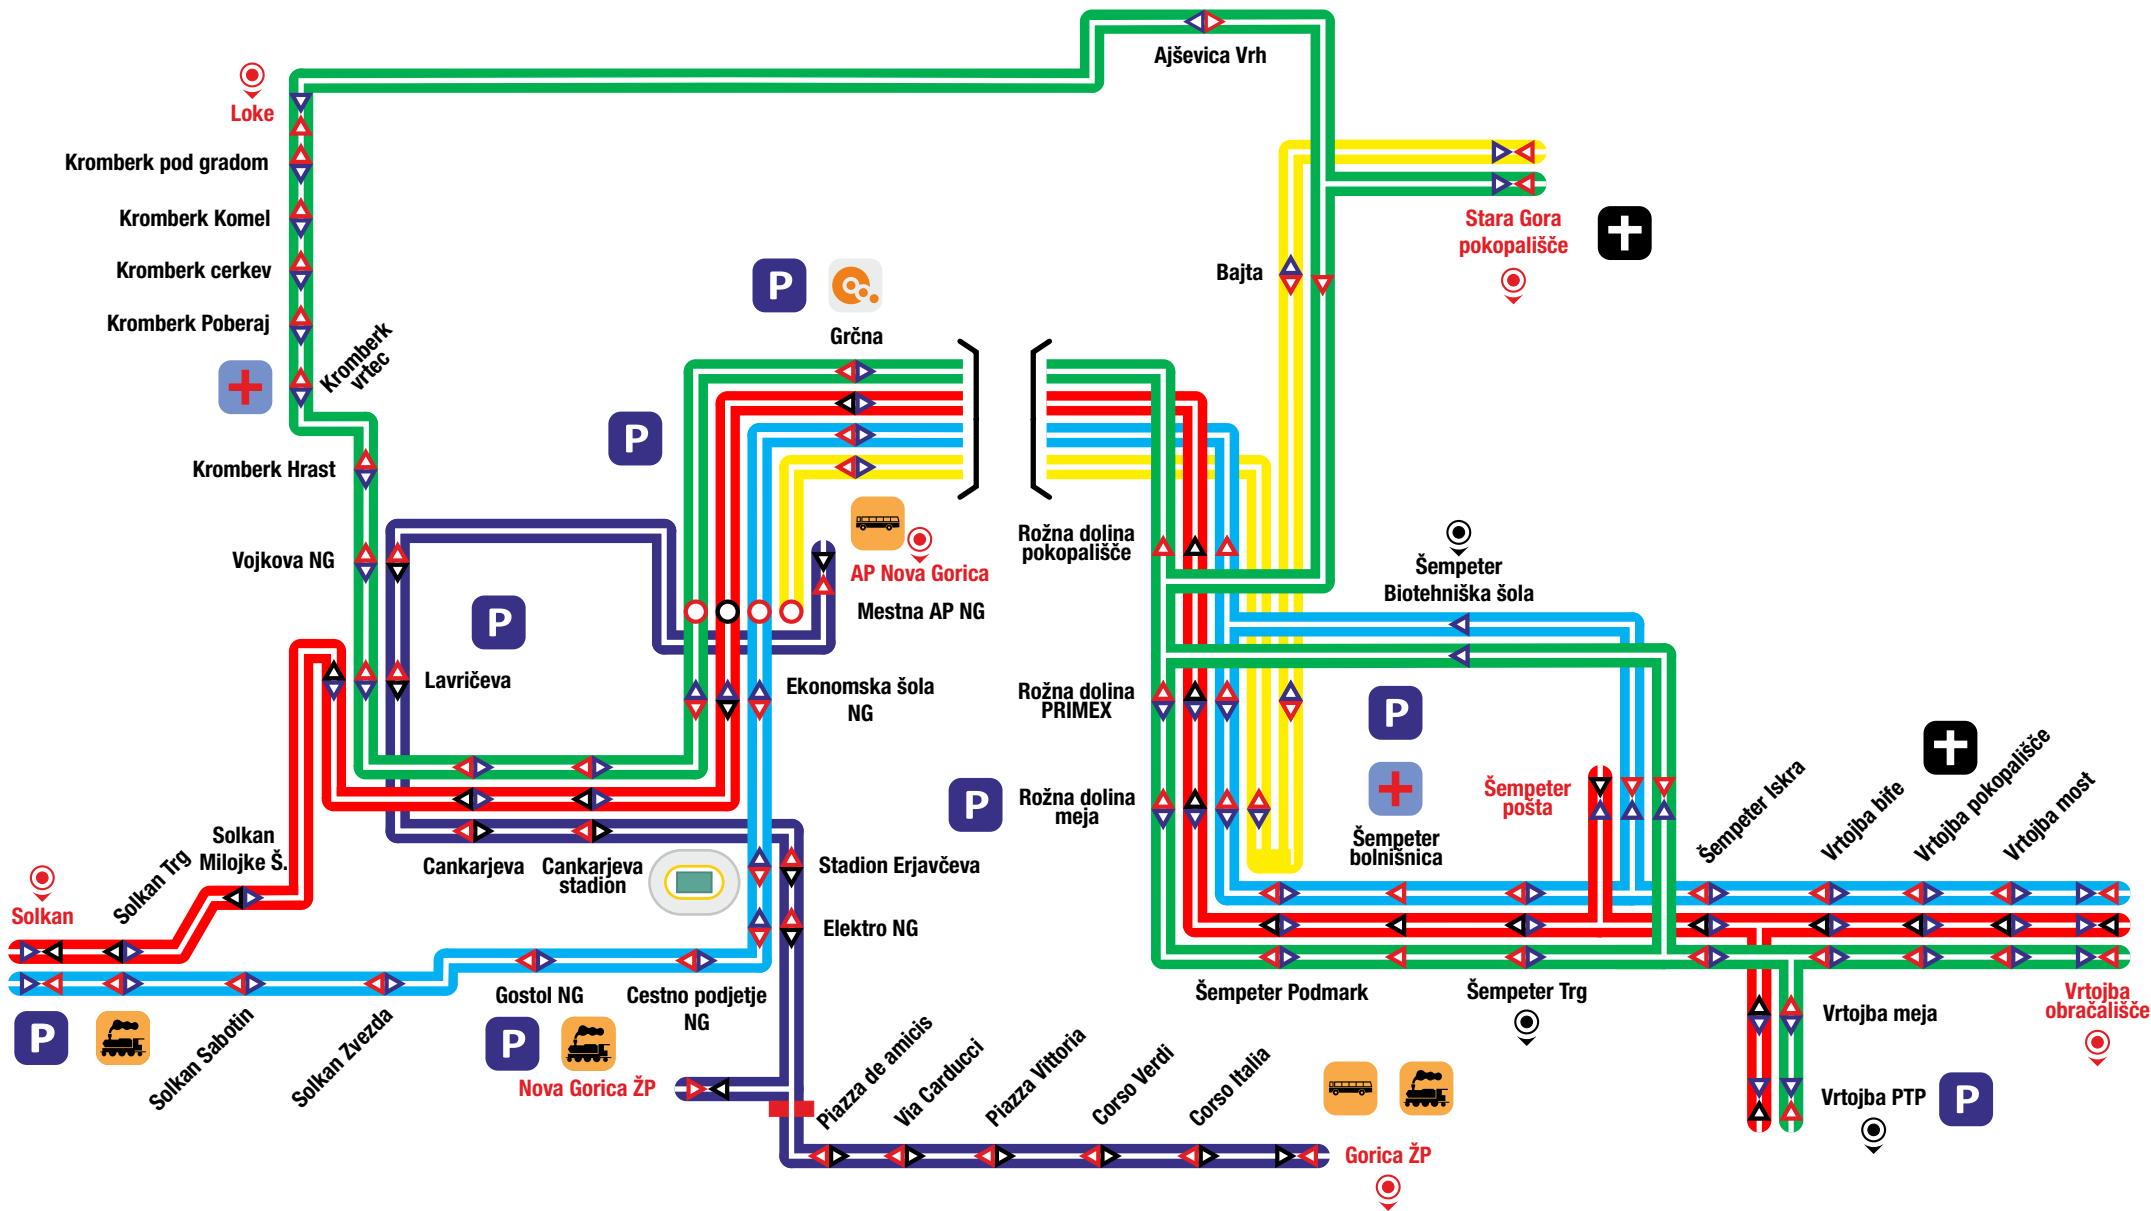 Ajševica Vrh
Loke
Kromberk pod gradom
Kromberk Komel
Stara Gora
pokopališče
Kromberk cerkev
Bajta
P
Kromberk Poberaj
Grčna
Kromberk
vrtec
P
Kromberk Hrast
Rožna dolina
pokopališče
Vojkova NG
AP Nova Gorica
Šempeter
Biotehniška šola
Mestna AP NG
P
Lavričeva
Ekonomska šola
NG
Rožna dolina
PRIMEX
P
Rožna dolina
meja
P
Šempeter
pošta
Šempeter Iskra
Vrtojba bife
Vrtojba pokopališče
Vrtojba most
Solkan
Milojke Š.
Solkan Trg
Cankarjeva
Cankarjeva
stadion
Stadion Erjavčeva
Šempeter
bolnišnica
Solkan
Elektro NG
Gostol NG
Cestno podjetje
NG
Šempeter Podmark
Šempeter Trg
Vrtojba
obračališče
P
Solkan Sabotin
Solkan Zvezda
P
Vrtojba meja
Nova Gorica ŽP
Piazza de amicis
Via Carducci
Piazza Vittoria
Corso Verdi
Corso Italia
Vrtojba PTP
P
Gorica ŽP